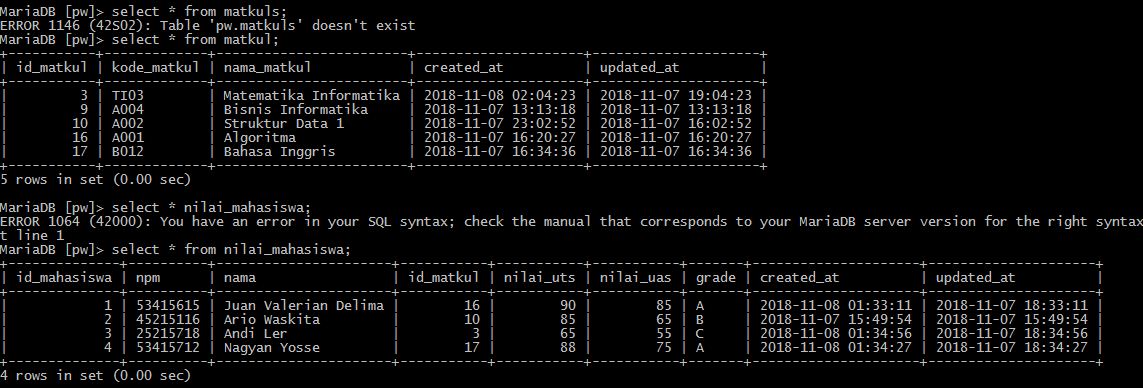 MariaDB [pw]> select * from matkuls;
ERROR 1146 (42S02): Table 'pw.matkuls' doesn't exist
MariaDB [pw]> select * from matkul;
+-----------+-------------+------------------------+---------------------+---------------------+
| id_matkul | kode_matkul | nama_matkul            | created_at          | updated_at          |
+-----------+-------------+------------------------+---------------------+---------------------+
|         3 | TI03        | Matematika Informatika | 2018-11-08 02:04:23 | 2018-11-07 19:04:23 |
|         9 | A004        | Bisnis Informatika     | 2018-11-07 13:13:18 | 2018-11-07 13:13:18 |
|        10 | A002        | Struktur Data 1        | 2018-11-07 23:02:52 | 2018-11-07 16:02:52 |
|        16 | A001        | Algoritma              | 2018-11-07 16:20:27 | 2018-11-07 16:20:27 |
|        17 | B012        | Bahasa Inggris         | 2018-11-07 16:34:36 | 2018-11-07 16:34:36 |
+-----------+-------------+------------------------+---------------------+---------------------+
5 rows in set (0.00 sec)
MariaDB [pw]> select * nilai_mahasiswa;
ERROR 1064 (42000): You have an error in your SQL syntax; check the manual that corresponds to your MariaDB server version for the right syntax
t line 1
MariaDB [pw]> select * from nilai_mahasiswa;
+--------------+----------+----------------------+-----------+-----------+-----------+-------+---------------------+---------------------+
| id_mahasiswa | npm      | nama                 | id_matkul | nilai_uts | nilai_uas | grade | created_at          | updated_at          |
+--------------+----------+----------------------+-----------+-----------+-----------+-------+---------------------+---------------------+
|            1 | 53415615 | Juan Valerian Delima |        16 |        90 |        85 | A     | 2018-11-08 01:33:11 | 2018-11-07 18:33:11 |
|            2 | 45215116 | Ario Waskita         |        10 |        85 |        65 | B     | 2018-11-07 15:49:54 | 2018-11-07 15:49:54 |
|            3 | 25215718 | Andi Ler             |         3 |        65 |        55 | C     | 2018-11-08 01:34:56 | 2018-11-07 18:34:56 |
|            4 | 53415712 | Nagyan Yosse         |        17 |        88 |        75 | A     | 2018-11-08 01:34:27 | 2018-11-07 18:34:27 |
+--------------+----------+----------------------+-----------+-----------+-----------+-------+---------------------+---------------------+
4 rows in set (0.00 sec)